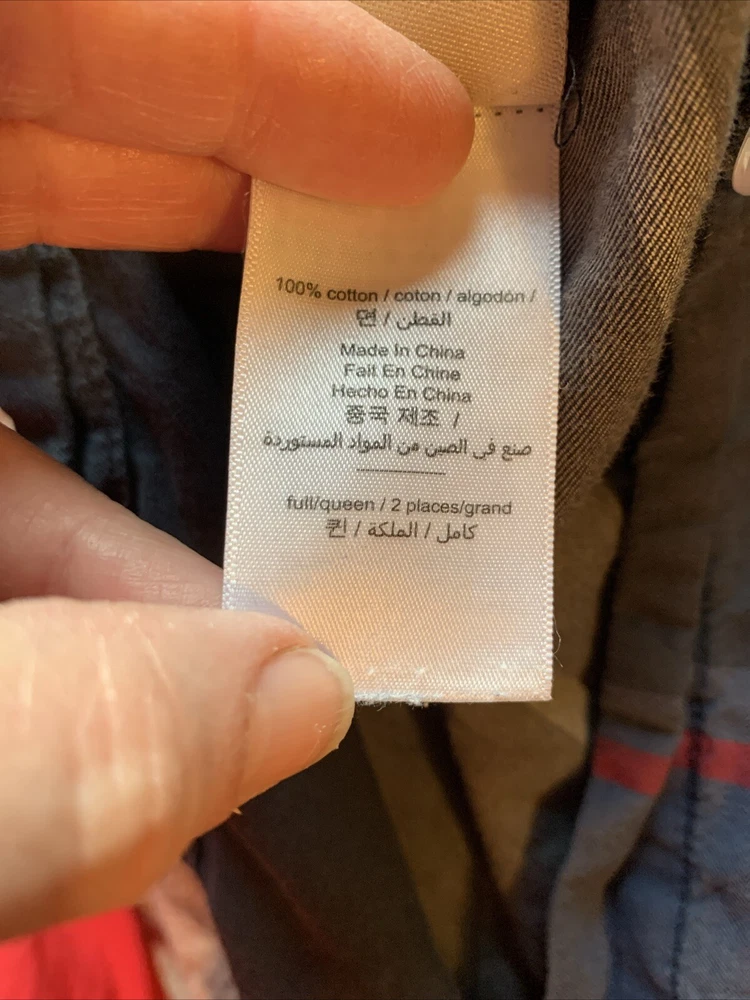 100% cotton / coton / algodón /
면 / القطن
Made In China
Fait En Chine
Hecho En China
중국 제조 /
صنع في الصين من المواد المستوردة
full/queen / 2 places/grand
퀸 / كامل / الملكة